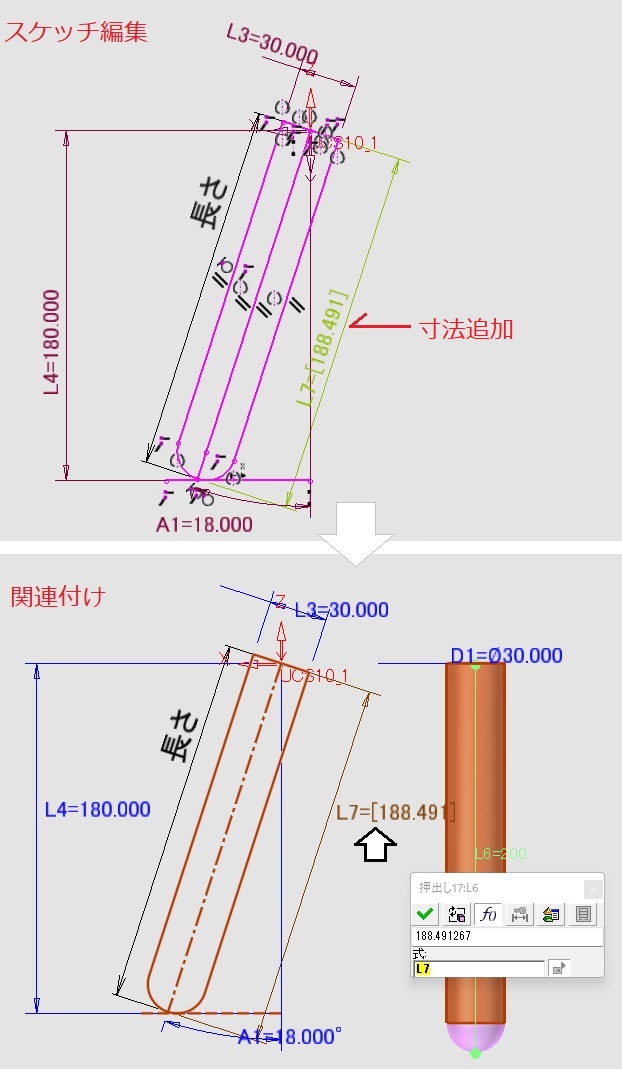 スケッチ編集
L3=30.000
UCS10_1
長さ
L4=180.000
L7=[188.491]
寸法追加
A1=18.000
関連付け
Z
L3=30.000
UCS10_1
D1=Ø30.000
長さ
L4=180.000
L7=[188.491]
L6=200
押出し17:L6
f()
188.491267
式:
L7
A1=18.000°